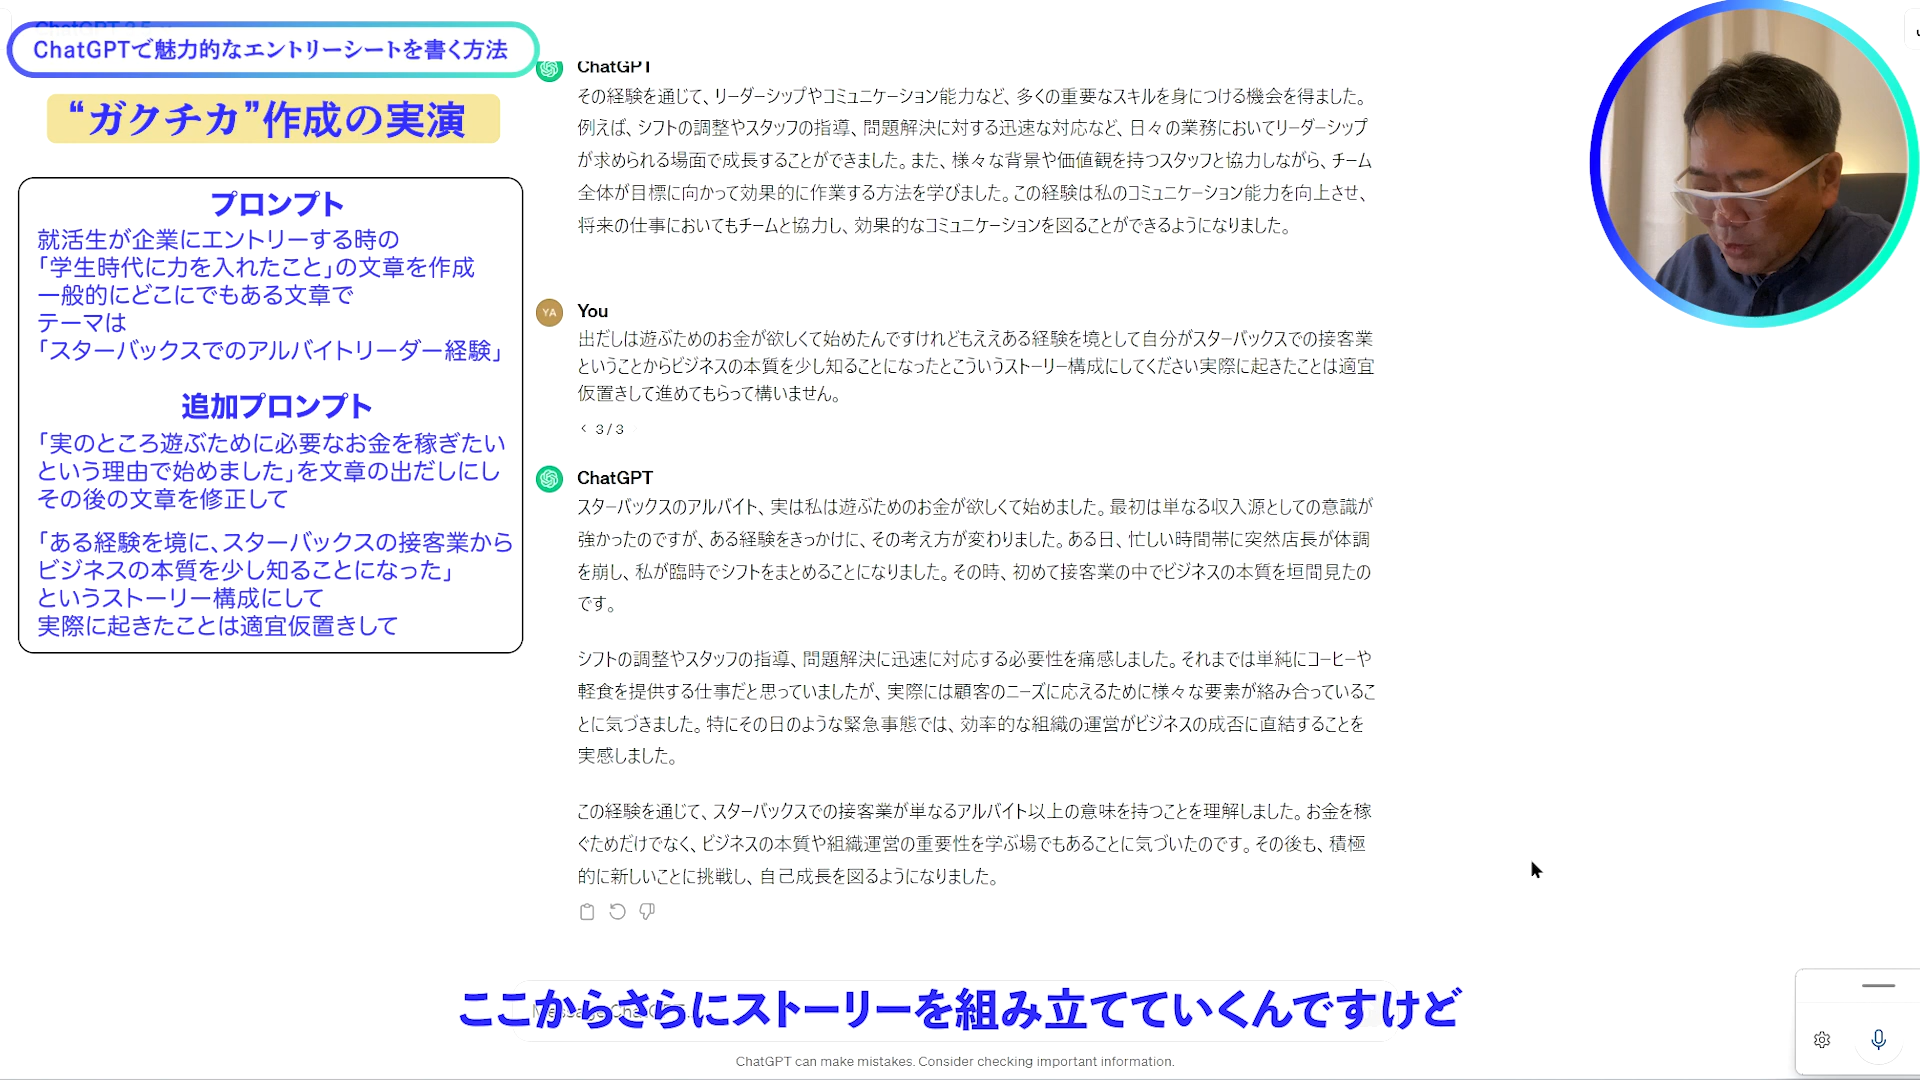 ChatGPTで魅力的なエントリーシートを書く方法
“ガクチカ”作成の実演
プロンプト
就活生が企業にエントリーする時の
「学生時代に力を入れたこと」の文章を作成
一般的にどこにでもある文章で
テーマは
「スターバックスでのアルバイトリーダー経験」
追加プロンプト
「実のところ遊ぶために必要なお金を稼ぎたい
という理由で始めました」を文章の出だしにし
その後の文章を修正して
「ある経験を境に、スターバックスの接客業から
ビジネスの本質を少し知ることになった」
というストーリー構成にして
実際に起きたことは適宜仮置きして
ChatGPT
その経験を通じて、リーダーシップやコミュニケーション能力など、多くの重要なスキルを身につける機会を得ました。
例えば、シフトの調整やスタッフの指導、問題解決に対する迅速な対応など、日々の業務においてリーダーシップ
が求められる場面で成長することができました。また、様々な背景や価値観を持つスタッフと協力しながら、チーム
全体が目標に向かって効果的に作業する方法を学びました。この経験は私のコミュニケーション能力を向上させ、
将来の仕事においてもチームと協力し、効果的なコミュニケーションを図ることができるようになりました。
YA
You
出だしは遊ぶためのお金が欲しくて始めたんですけれどもええある経験を境として自分がスターバックスでの接客業
ということからビジネスの本質を少し知ることになったとこういうストーリー構成にしてください実際に起きたことは適宜
仮置きして進めてもらって構いません。
< 3 / 3
ChatGPT
スターバックスのアルバイト、実は私は遊ぶためのお金が欲しくて始めました。最初は単なる収入源としての意識が
強かったのですが、ある経験をきっかけに、その考え方が変わりました。ある日、忙しい時間帯に突然店長が体調
を崩し、私が臨時でシフトをまとめることになりました。その時、初めて接客業の中でビジネスの本質を垣間見たの
です。
シフトの調整やスタッフの指導、問題解決に迅速に対応する必要性を痛感しました。それまでは単純にコーヒーや
軽食を提供する仕事だと思っていましたが、実際には顧客のニーズに応えるために様々な要素が絡み合っているこ
とに気づきました。特にその日のような緊急事態では、効率的な組織の運営がビジネスの成否に直結することを
実感しました。
この経験を通じて、スターバックスでの接客業が単なるアルバイト以上の意味を持つことを理解しました。お金を稼
ぐためだけでなく、ビジネスの本質や組織運営の重要性を学ぶ場でもあることに気づいたのです。その後も、積極
的に新しいことに挑戦し、自己成長を図るようになりました。
ここからさらにストーリーを組み立てていくんですけど
ChatGPT can make mistakes. Consider checking important information.